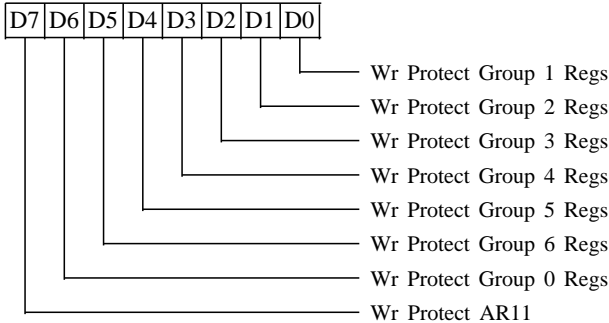 D7 D6 D5 D4 D3 D2 D1 D0
Wr Protect Group 1 Regs
Wr Protect Group 2 Regs
Wr Protect Group 3 Regs
Wr Protect Group 4 Regs
Wr Protect Group 5 Regs
Wr Protect Group 6 Regs
Wr Protect Group 0 Regs
Wr Protect AR11